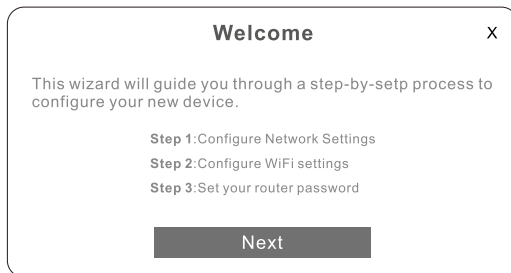 Welcome
X
This wizard will guide you through a step-by-setp process to
configure your new device.
Step 1:Configure Network Settings
Step 2:Configure WiFi settings
Step 3:Set your router password
Next